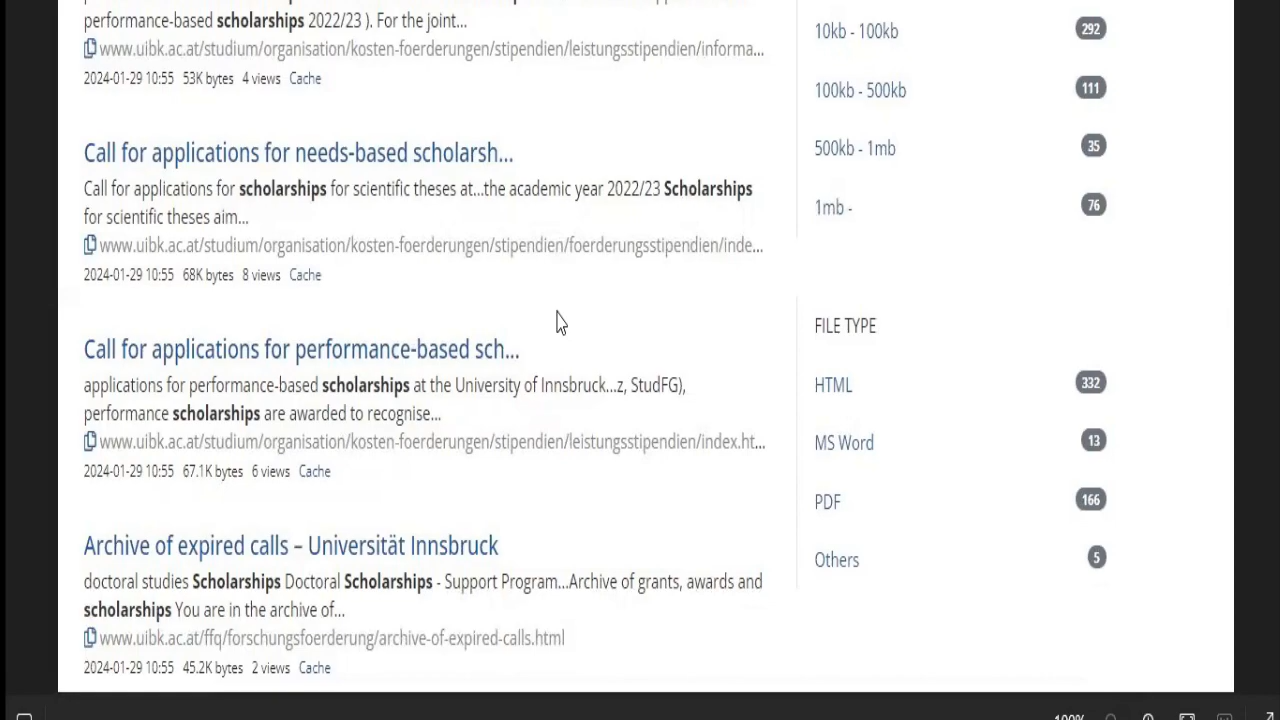 performance-based scholarships 2022/23 ). For the joint...
www.uibk.ac.at/studium/organisation/kosten-foerderungen/stipendien/leistungsstipendien/informa...
2024-01-29 10:55 53K bytes 4 views Cache
Call for applications for needs-based scholarsh...
Call for applications for scholarships for scientific theses at...the academic year 2022/23 Scholarships
for scientific theses aim...
www.uibk.ac.at/studium/organisation/kosten-foerderungen/stipendien/foerderungsstipendien/inde...
2024-01-29 10:55 68K bytes 8 views Cache
Call for applications for performance-based sch...
applications for performance-based scholarships at the University of Innsbruck...z, StudFG),
performance scholarships are awarded to recognise...
www.uibk.ac.at/studium/organisation/kosten-foerderungen/stipendien/leistungsstipendien/index.ht...
2024-01-29 10:55 67.1K bytes 6 views Cache
Archive of expired calls – Universität Innsbruck
doctoral studies Scholarships Doctoral Scholarships - Support Program...Archive of grants, awards and
scholarships You are in the archive of...
www.uibk.ac.at/ffq/forschungsfoerderung/archive-of-expired-calls.html
2024-01-29 10:55 45.2K bytes 2 views Cache
10kb - 100kb 292
100kb - 500kb 111
500kb - 1mb 35
1mb - 76
FILE TYPE
HTML 332
MS Word 13
PDF 166
Others 5
100%